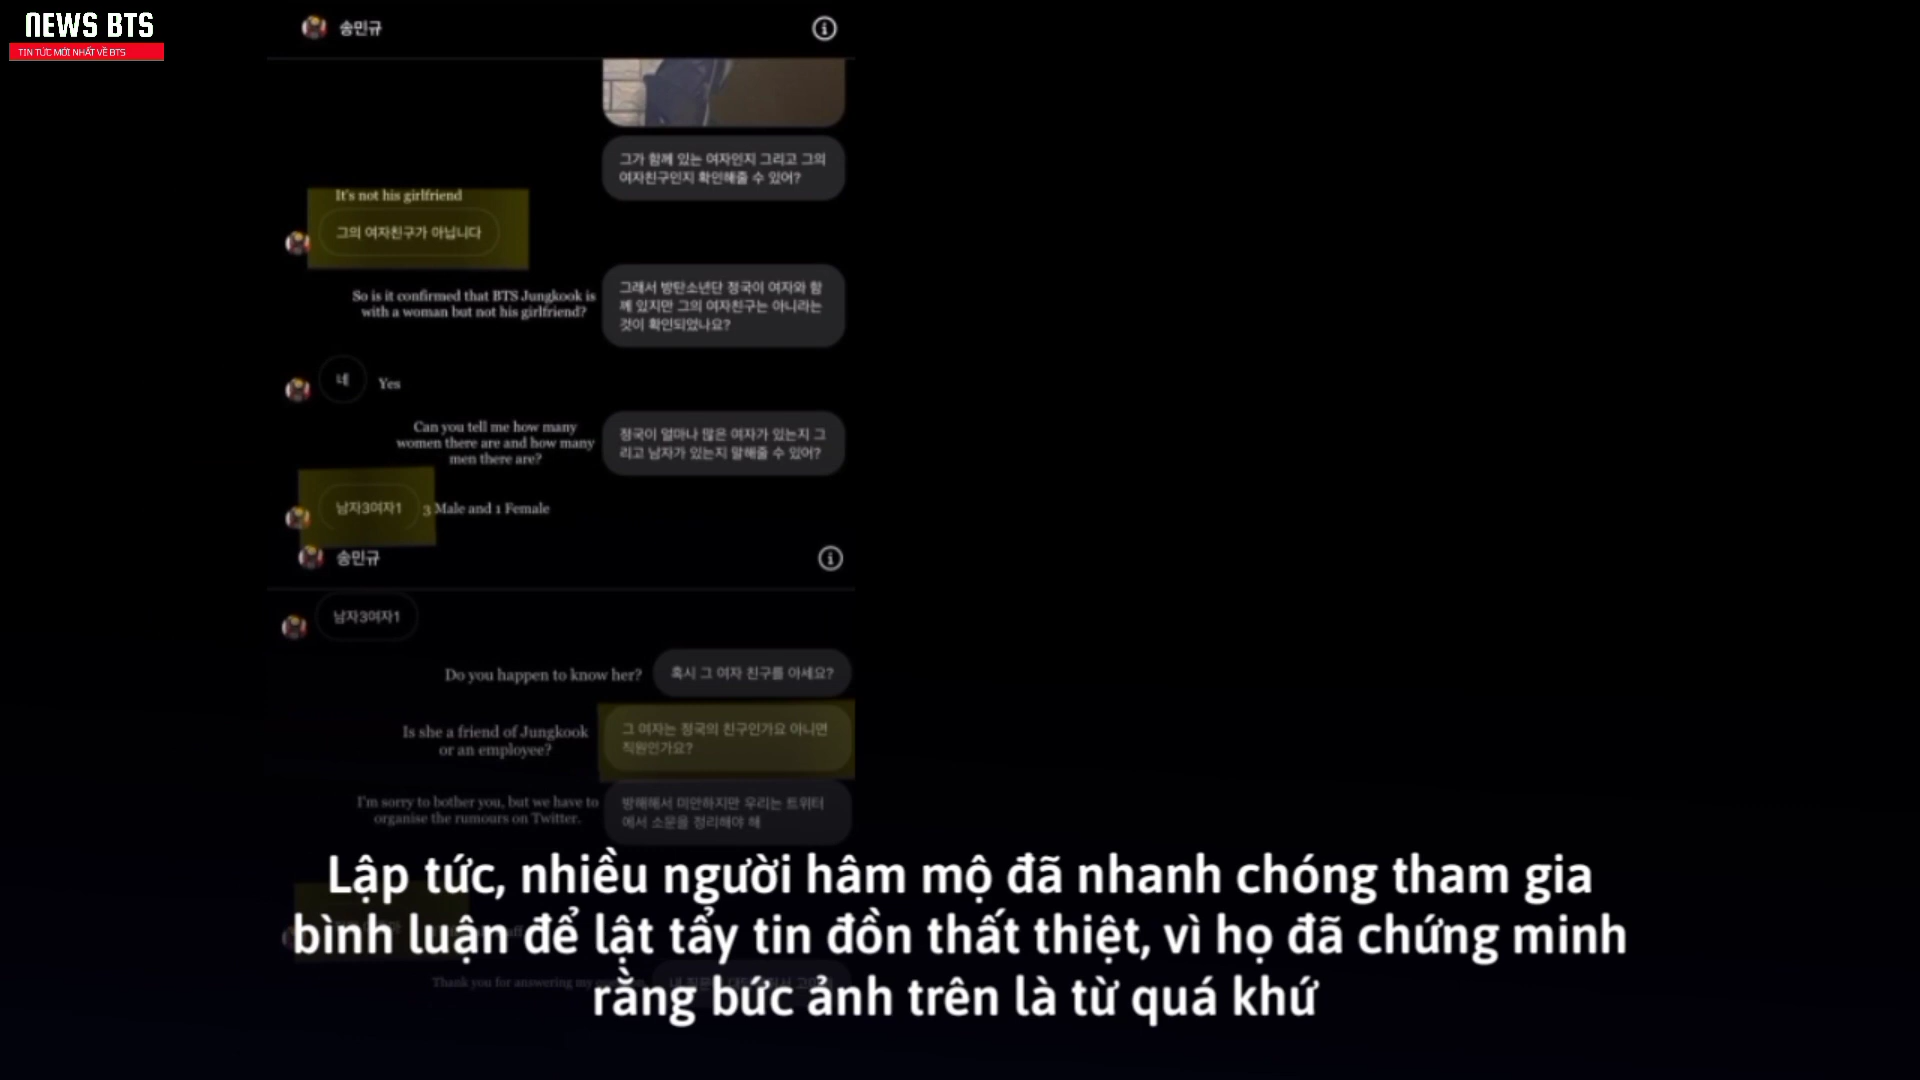 NEWS BTS
TIN TỨC MỚI NHẤT VỀ BTS
송민규
그가 함께 있는 여자인지 그리고 그의
여자친구인지 확인해줄 수 있어?
It's not his girlfriend
그의 여자친구가 아닙니다
So is it confirmed that BTS Jungkook is
with a woman but not his girlfriend?
그래서 방탄소년단 정국이 여자와 함
께 있지만 그의 여자친구는 아니라는
것이 확인되었나요?
네
Yes
Can you tell me how many
women there are and how many
men there are?
정국이 얼마나 많은 여자가 있는지 그
리고 남자가 있는지 말해줄 수 있어?
남자3여자1
3 Male and 1 Female
송민규
남자3여자1
Do you happen to know her?
혹시 그 여자 친구를 아세요?
Is she a friend of Jungkook
or an employee?
그 여자는 정국의 친구인가요 아니면
직원인가요?
I'm sorry to bother you, but we have to
organise the rumours on Twitter.
방해해서 미안하지만 우리는 트위터
에서 소문을 정리해야 해
Thank you for answering my
Lập tức, nhiều người hâm mộ đã nhanh chóng tham gia
bình luận để lật tẩy tin đồn thất thiệt, vì họ đã chứng minh
rằng bức ảnh trên là từ quá khứ